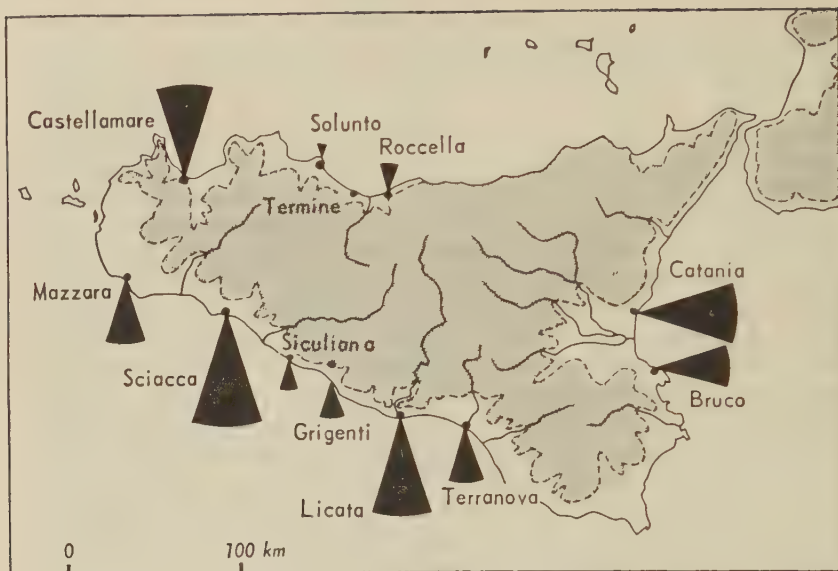 Castellamare
Solunto
Roccella
Termine
Mazzara
Catania
Siculiana
Sciacca
Bruco
Grigenti
Terranova
Licata
0 100 km